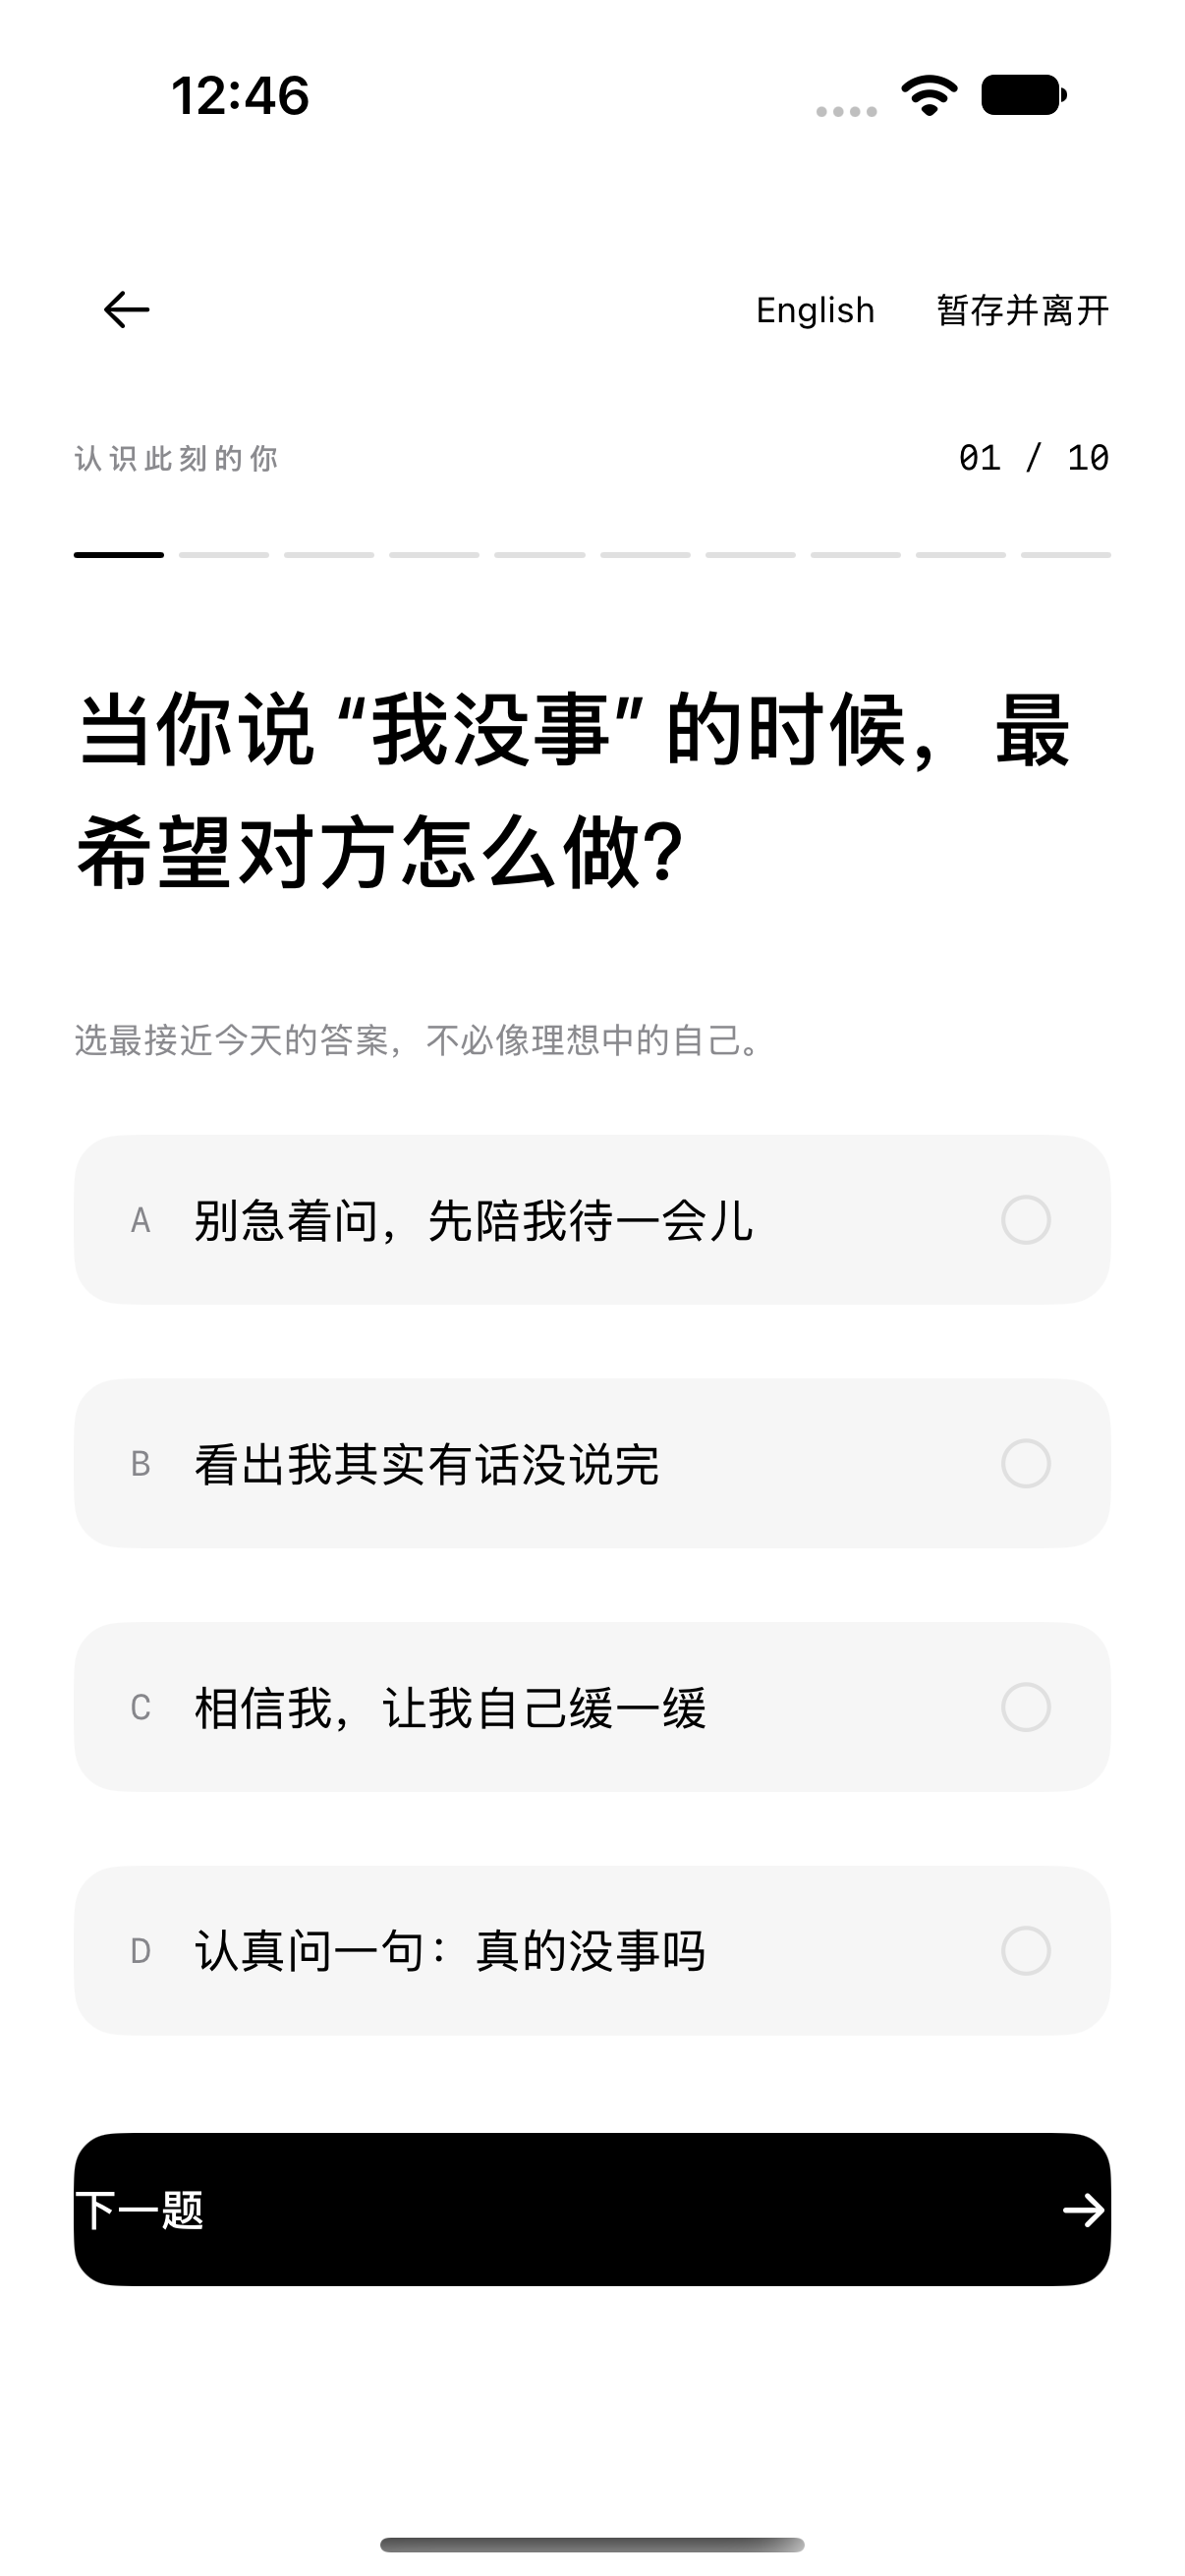 12:46
English 暂存并离开
认识此刻的你 01 / 10
当你说 “我没事” 的时候，最
希望对方怎么做?
选最接近今天的答案，不必像理想中的自己。
A 别急着问，先陪我待一会儿
B 看出我其实有话没说完
C 相信我，让我自己缓一缓
D 认真问一句：真的没事吗
下一题